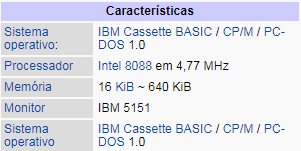 Características
Sistema operativo: IBM Cassette BASIC / CP/M / PC-DOS 1.0
Processador Intel 8088 em 4,77 MHz
Memória 16 KiB ~ 640 KiB
Monitor IBM 5151
Sistema operativo IBM Cassette BASIC / CP/M / PC-DOS 1.0